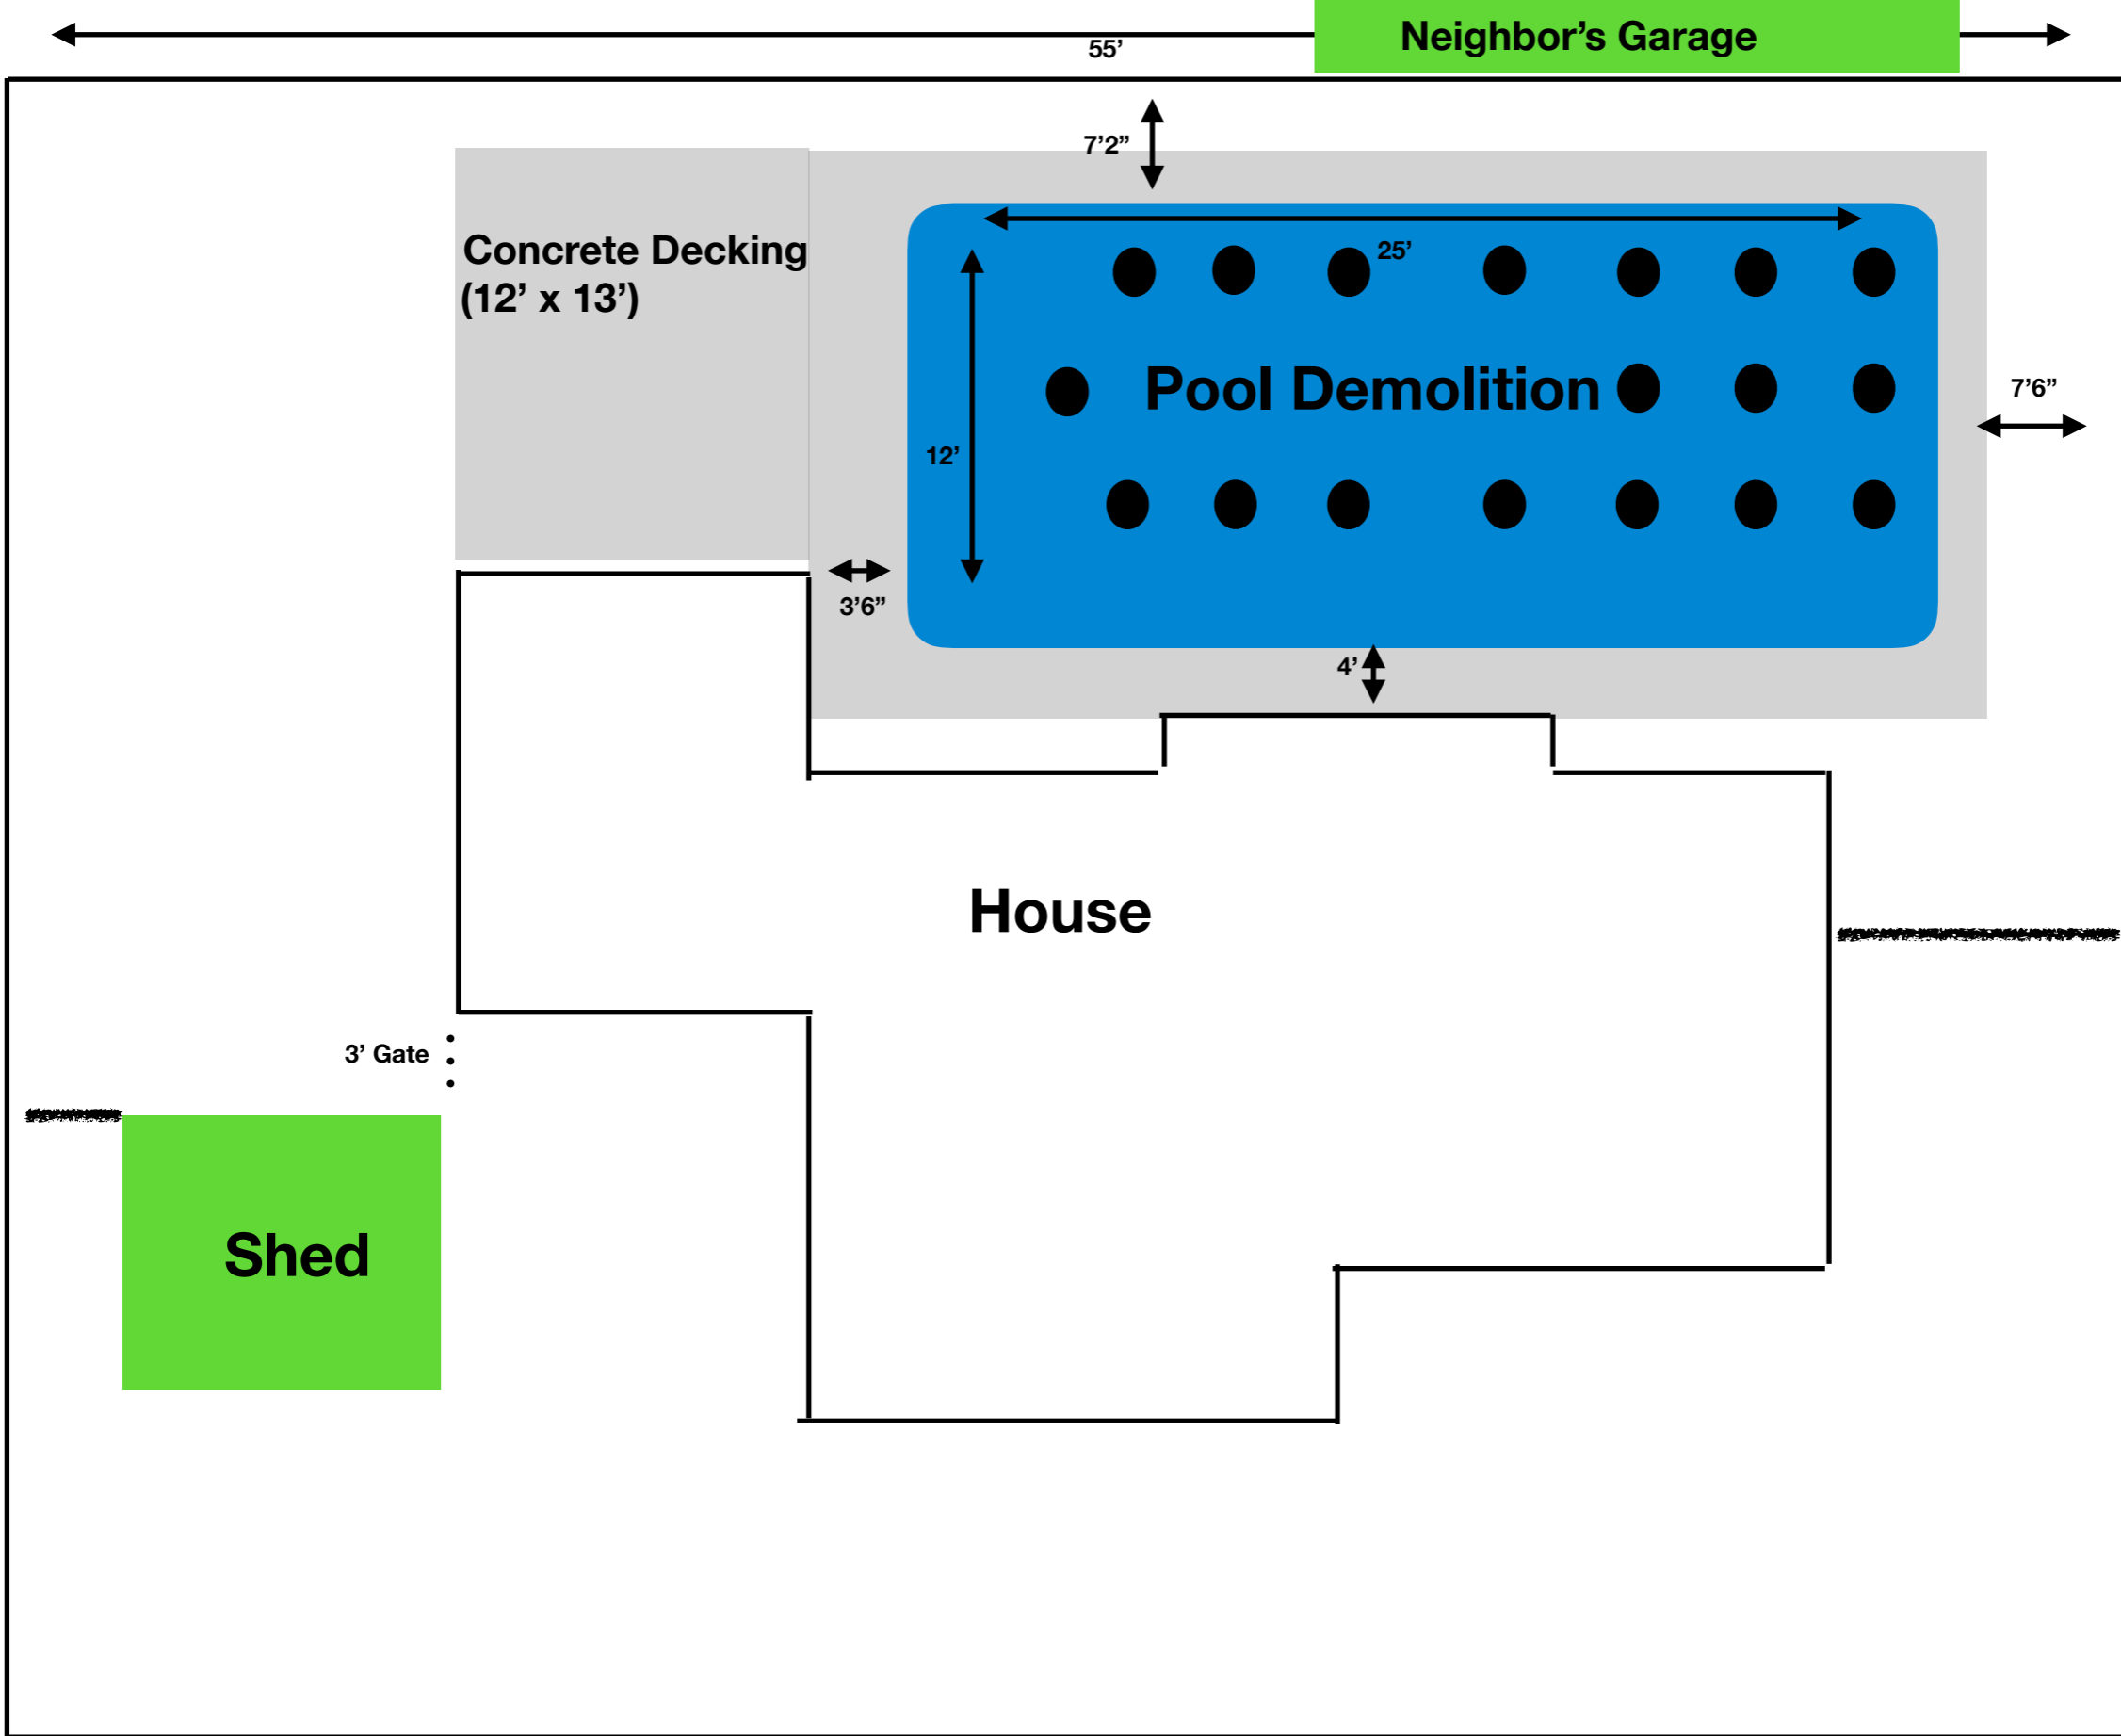 Neighbor’s Garage
55’
7’2”
Concrete Decking
(12’ x 13’)
25’
Pool Demolition
7’6”
12’
3’6”
4’
House
3’ Gate
Shed